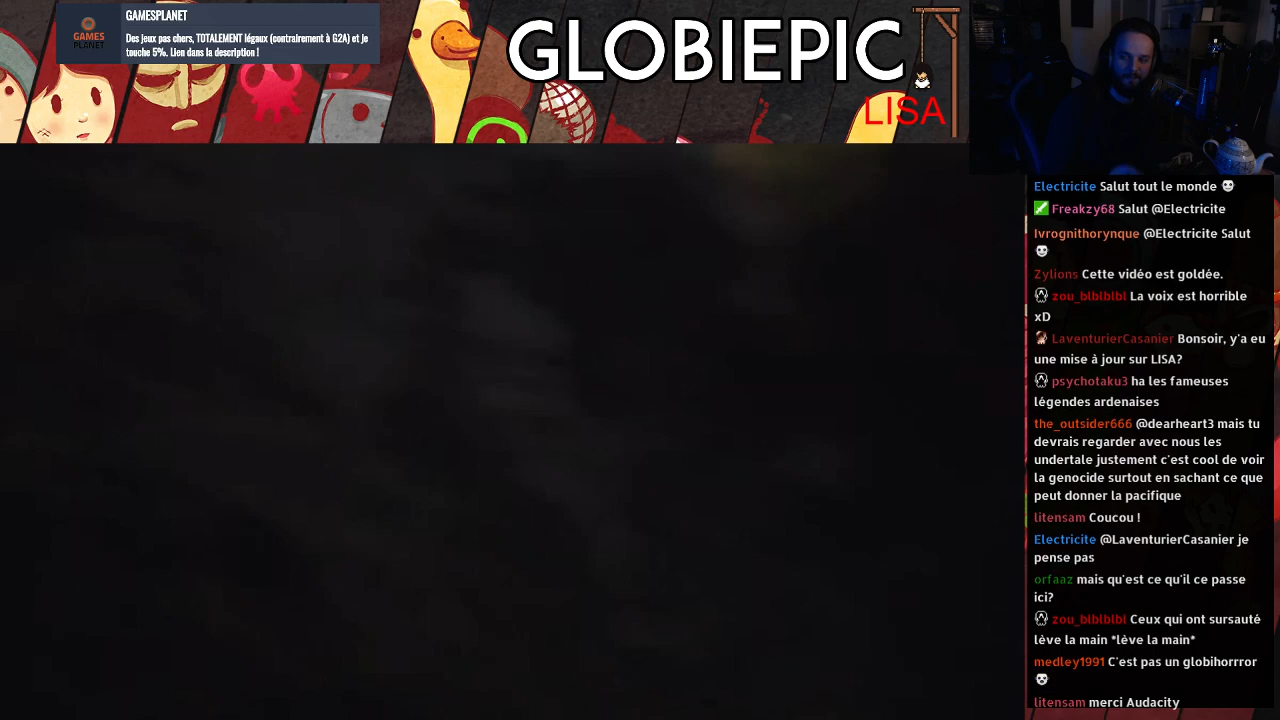 GAMESPLANET
GAMES
PLANET
Des jeux pas chers, TOTALEMENT légaux (contrairement à G2A) et je
touche 5%. Lien dans la description !
GLOBIEPIC
LISA
Electricite Salut tout le monde
Freakzy68 Salut @Electricite
Ivrognithorynque @Electricite Salut
Zylions Cette vidéo est goldée.
zou_blblblbl La voix est horrible
xD
LaventurierCasanier Bonsoir, y'a eu
une mise à jour sur LISA?
psychotaku3 ha les fameuses
légendes ardenaises
the_outsider666 @dearheart3 mais tu
devrais regarder avec nous les
undertale justement c'est cool de voir
la genocide surtout en sachant ce que
peut donner la pacifique
litensam Coucou !
Electricite @LaventurierCasanier je
pense pas
orfaaz mais qu'est ce qu'il ce passe
ici?
zou_blblblbl Ceux qui ont sursauté
lève la main *lève la main*
medley1991 C'est pas un globihorrror
litensam merci Audacity